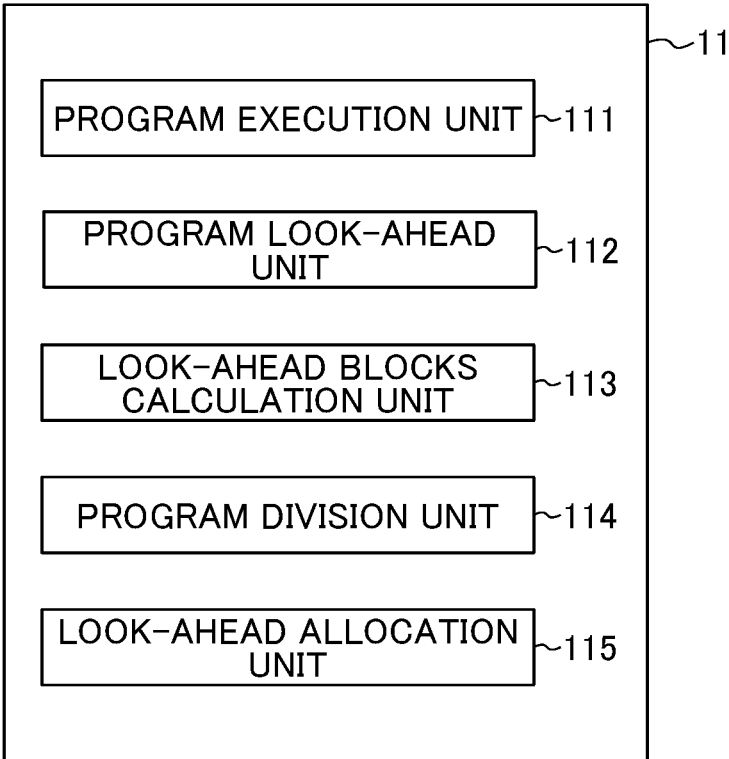 11
PROGRAM EXECUTION UNIT 111
PROGRAM LOOK-AHEAD
UNIT 112
LOOK-AHEAD BLOCKS
CALCULATION UNIT 113
PROGRAM DIVISION UNIT 114
LOOK-AHEAD ALLOCATION
UNIT 115